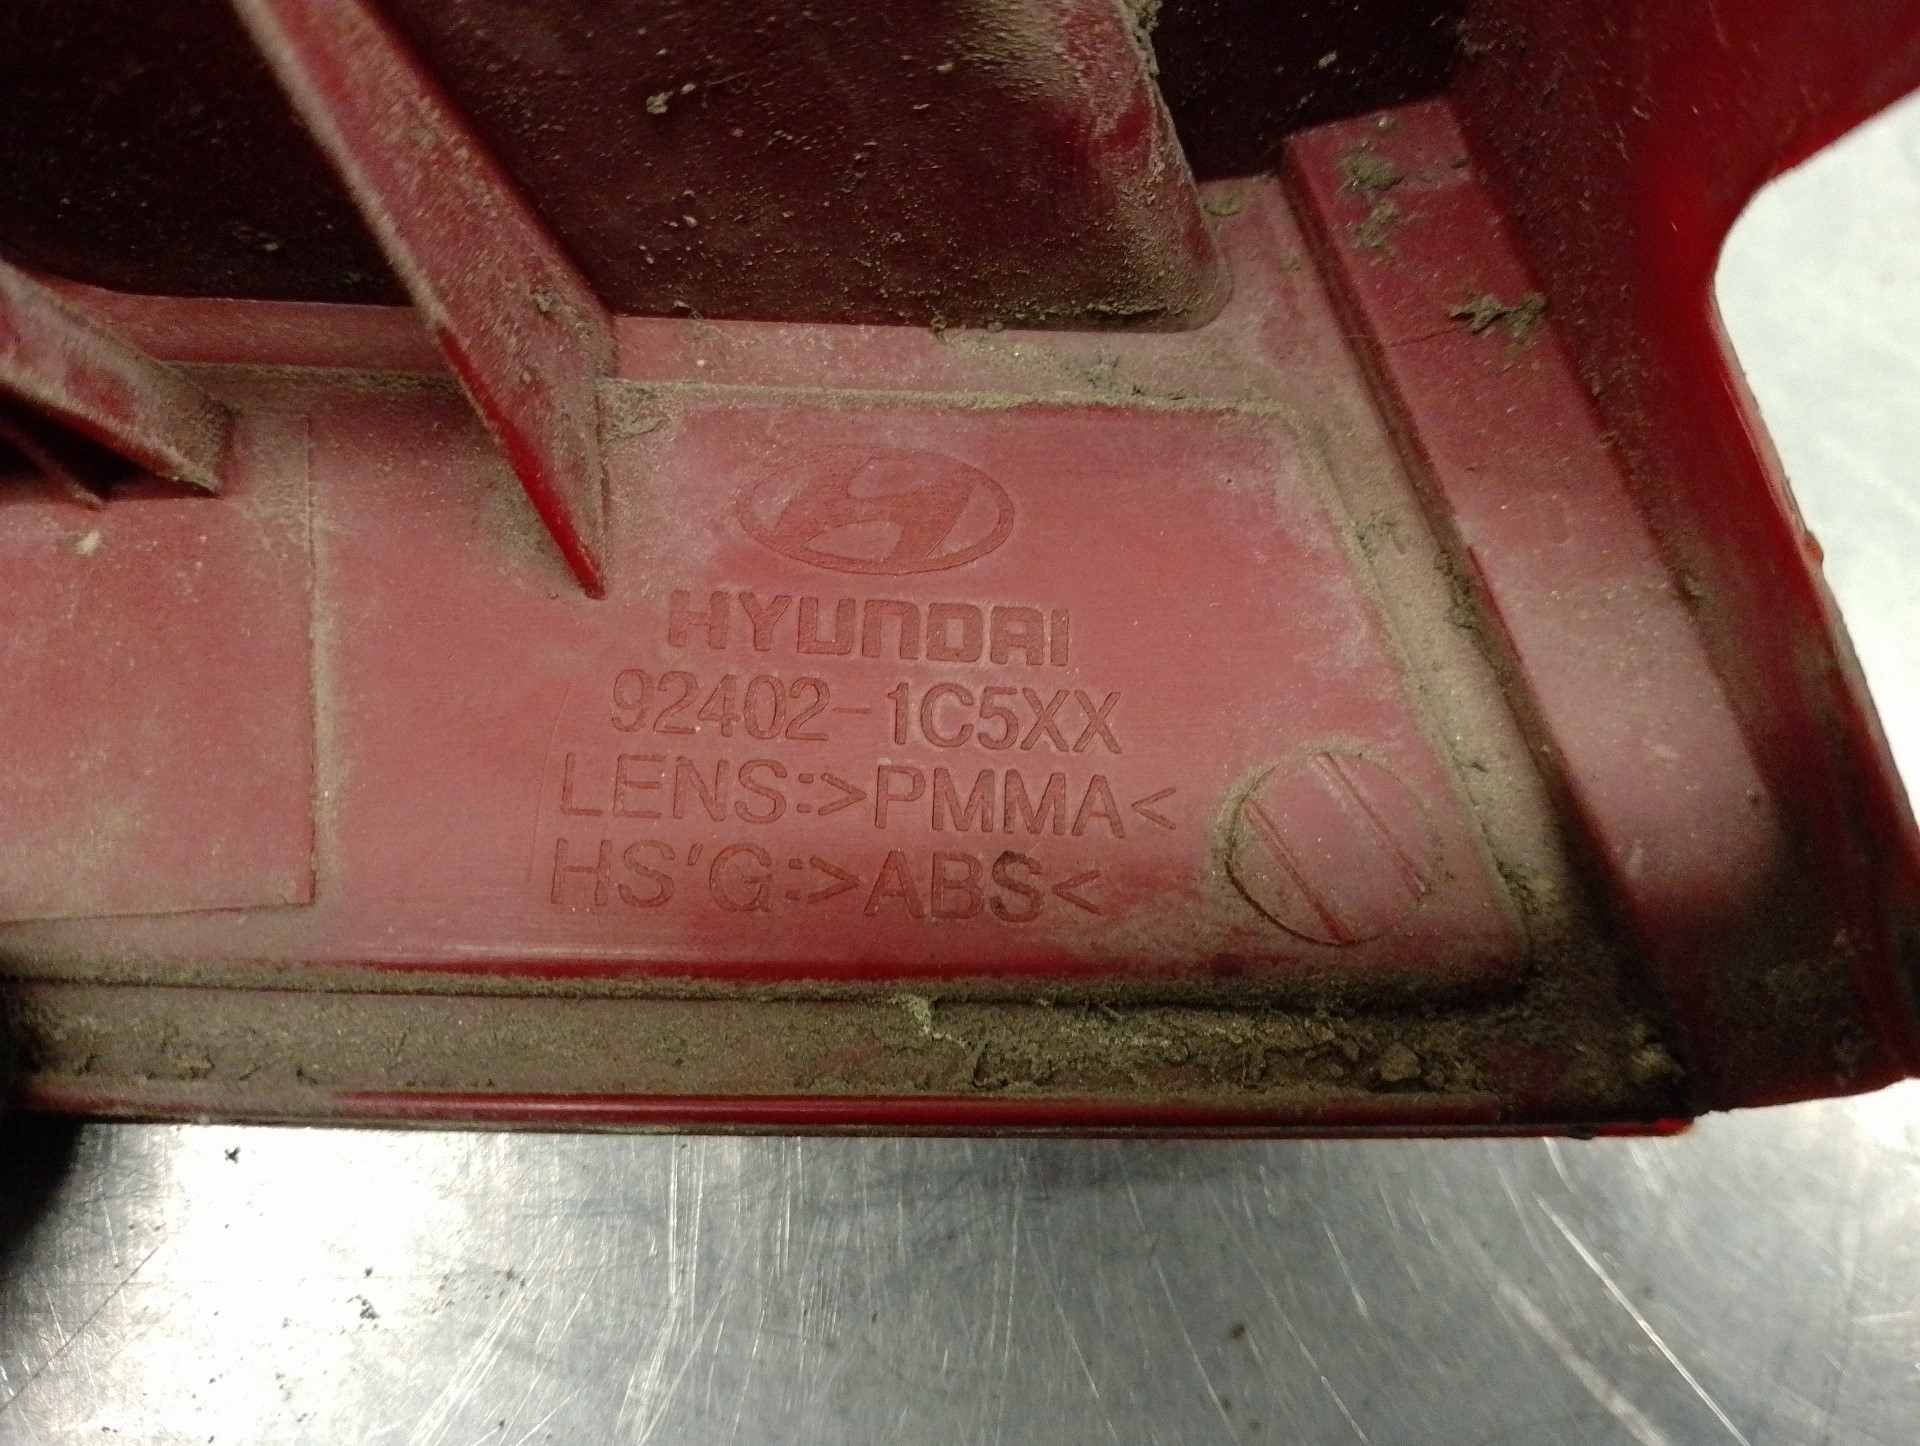 HYUNDAI
92402-1C5XX
LENS:>PMMA<
HS'G:>ABS<